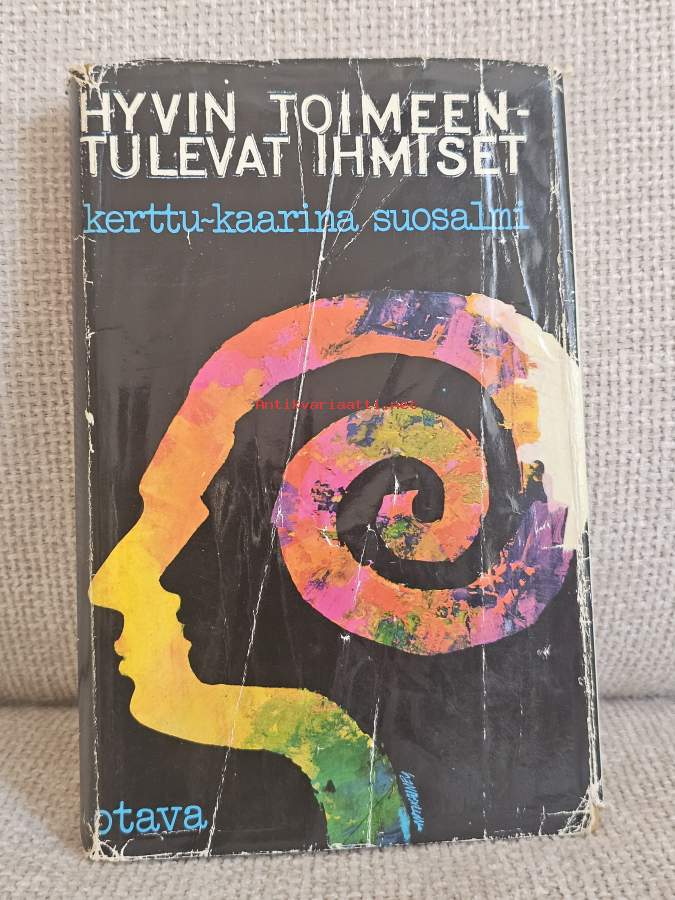 HYVIN TOIMEEN-
TULEVAT IHMISET
kerttu-kaarina suosalmi
Antikvariaatti.net
otava